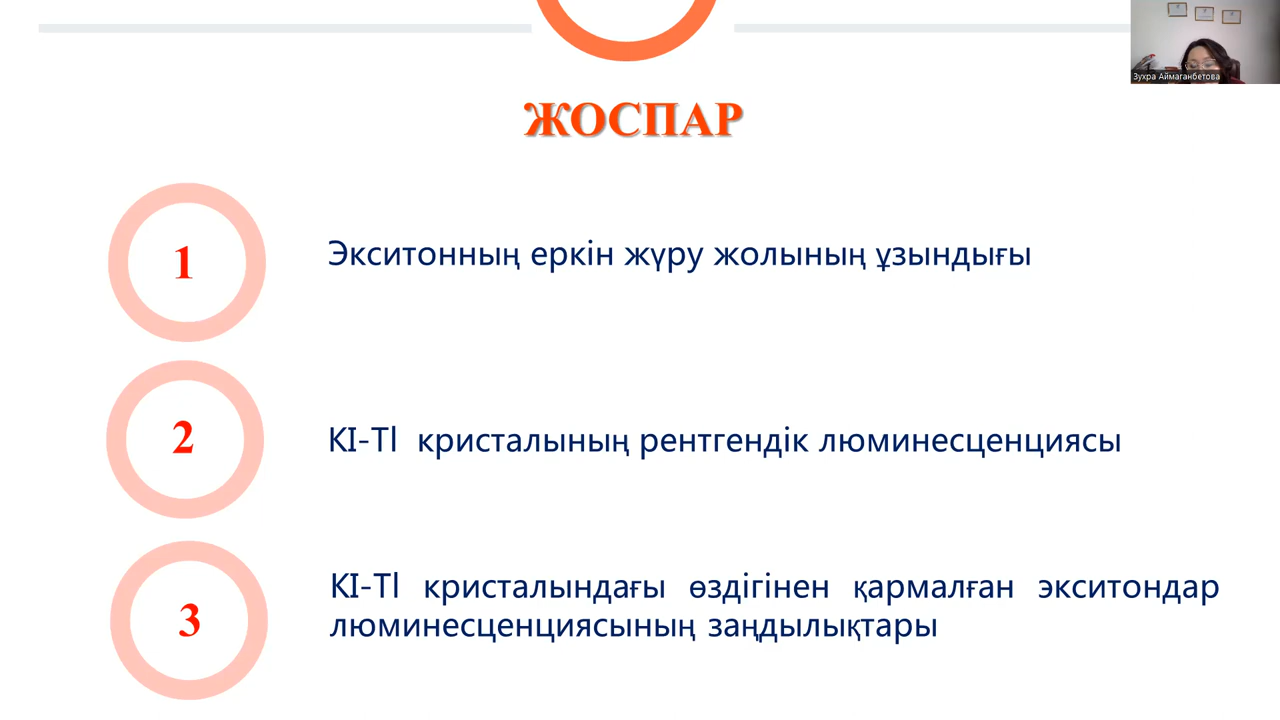 Зухра Аймаганбетова
ЖОСПАР
1
Экситонның еркін жүру жолының ұзындығы
2
KI-Tl кристалының рентгендік люминесценциясы
3
KI-Tl кристалындағы өздігінен қармалған экситондар
люминесценциясының заңдылықтары